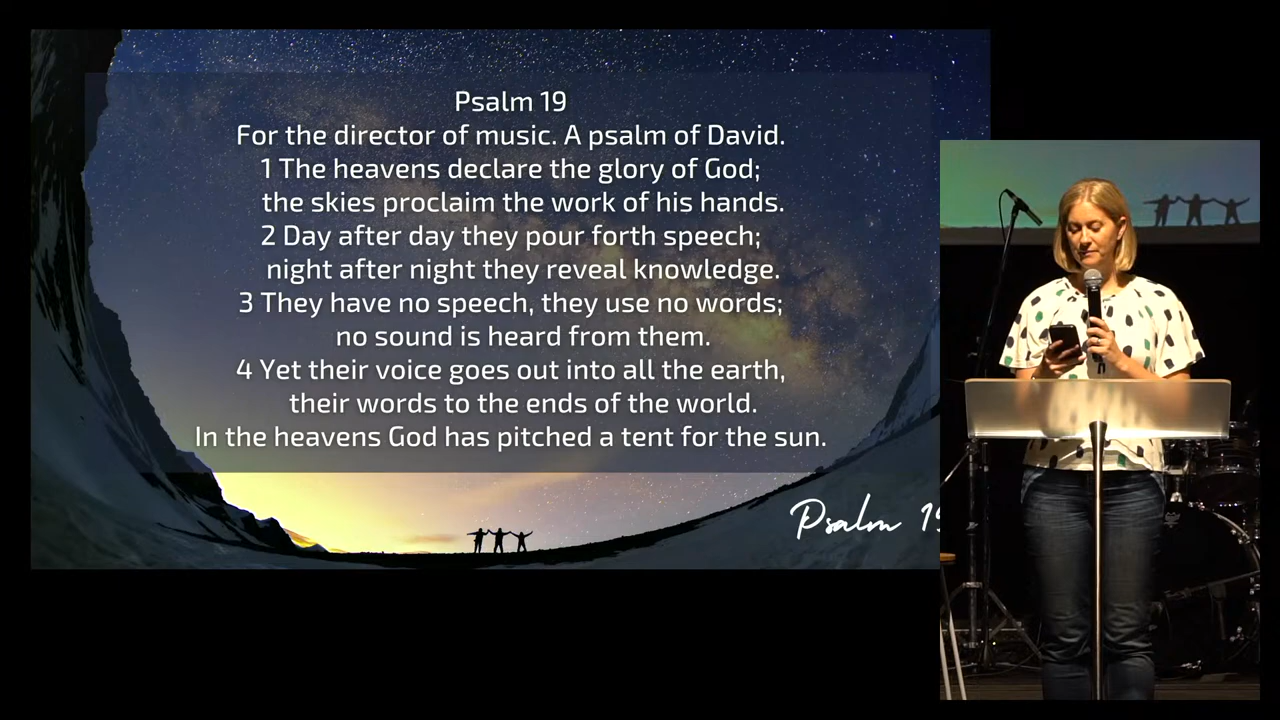 Psalm 19
For the director of music. A psalm of David.
1 The heavens declare the glory of God;
the skies proclaim the work of his hands.
2 Day after day they pour forth speech;
night after night they reveal knowledge.
3 They have no speech, they use no words;
no sound is heard from them.
4 Yet their voice goes out into all the earth,
their words to the ends of the world.
In the heavens God has pitched a tent for the sun.
Psalm 19